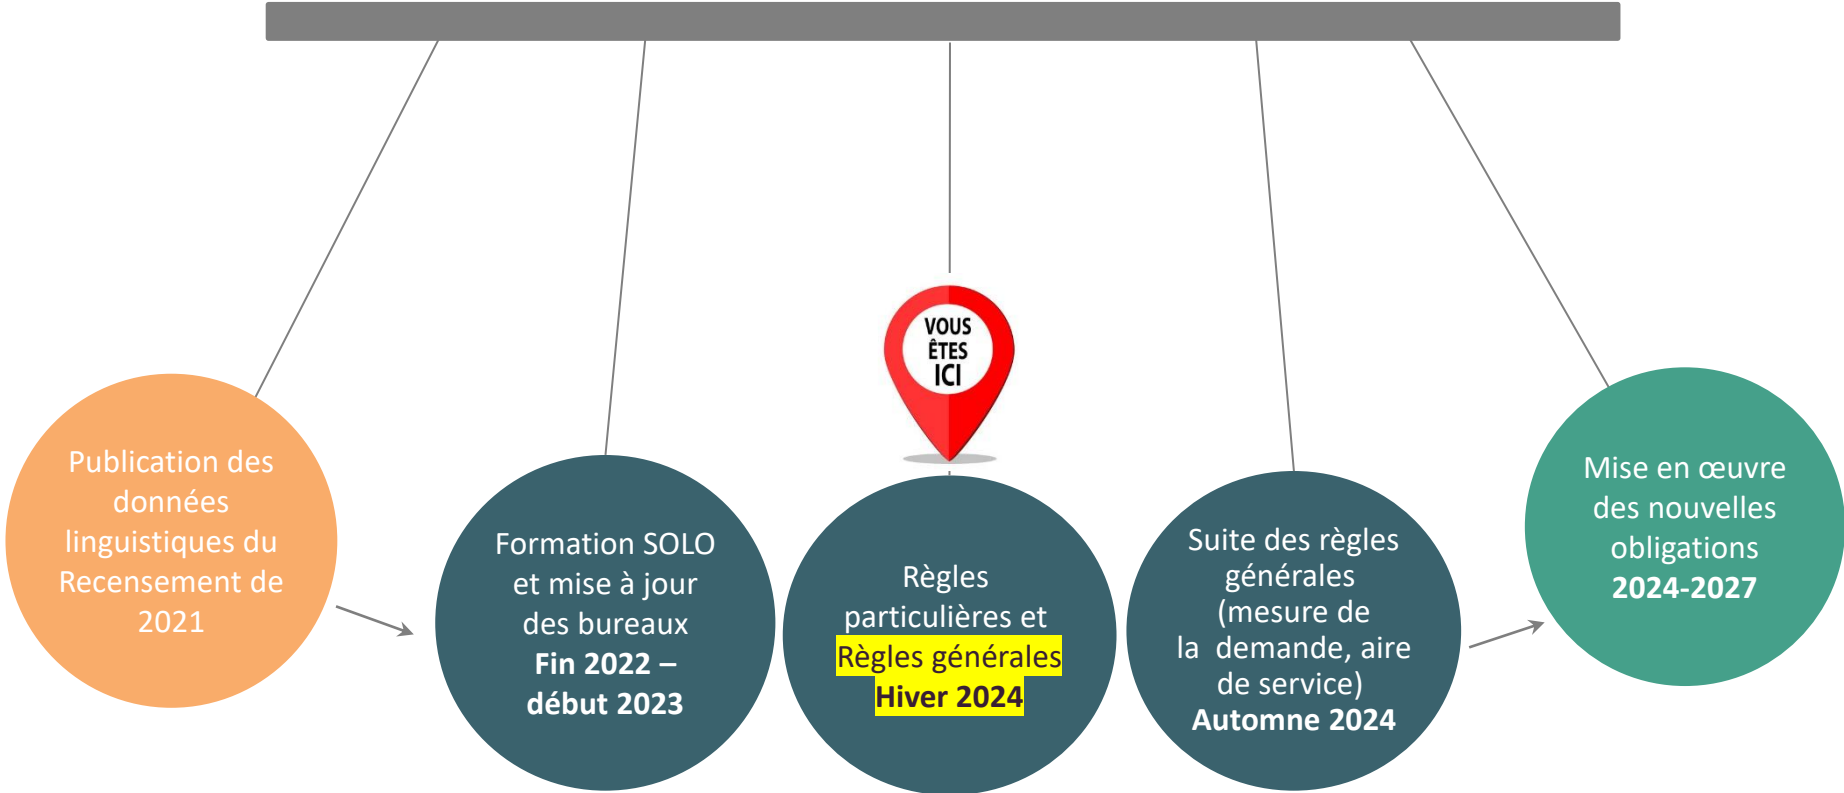 Publication des
données
linguistiques du
Recensement de
2021
Formation SOLO
et mise à jour
des bureaux
Fin 2022 –
début 2023
VOUS
ÊTES
ICI
Règles
particulières et
Règles générales
Hiver 2024
Suite des règles
générales
(mesure de
la demande, aire
de service)
Automne 2024
Mise en œuvre
des nouvelles
obligations
2024-2027